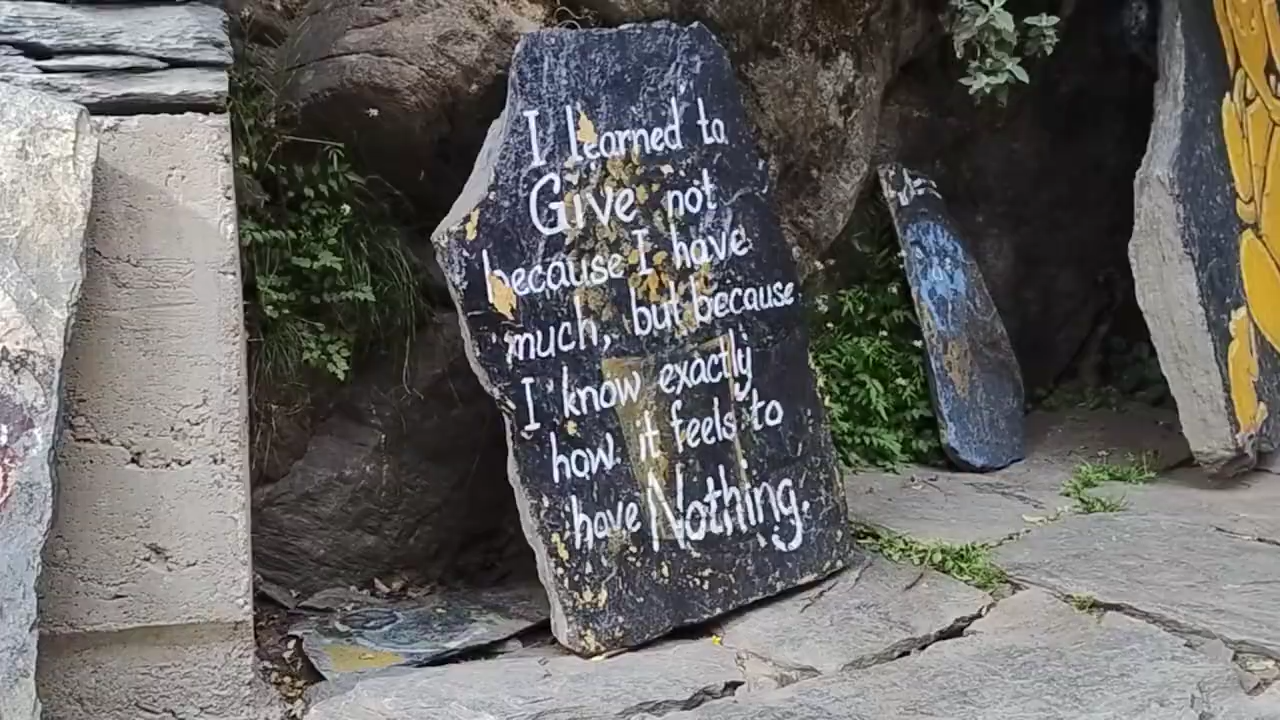 I learned to
Give not
because I have
much, but because
I know exactly
how it feels to
have Nothing.